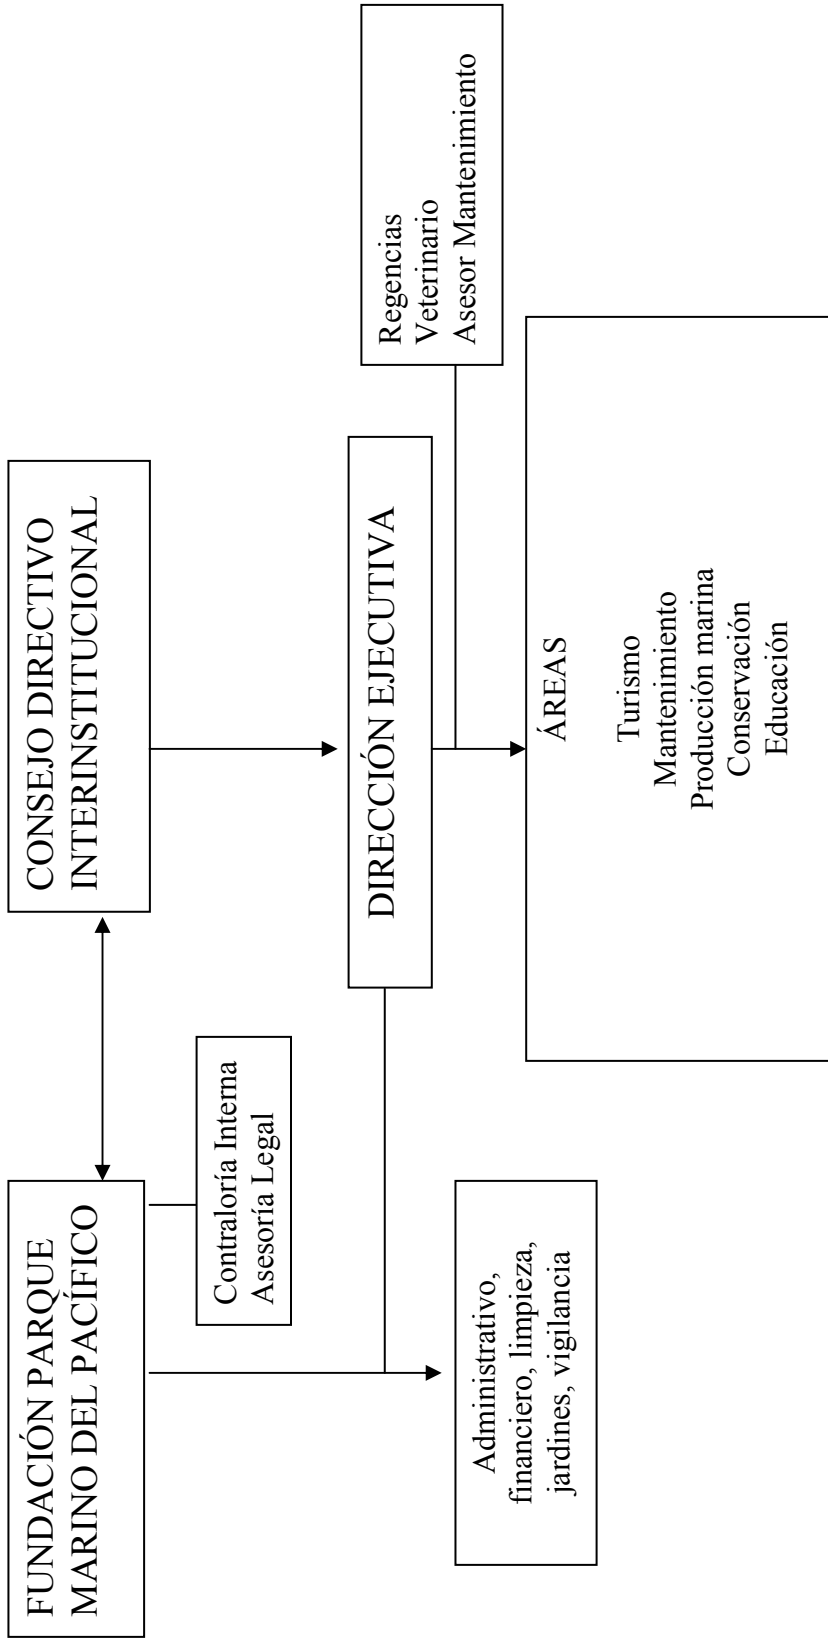 FUNDACIÓN PARQUE
MARINO DEL PACÍFICO
CONSEJO DIRECTIVO
INTERINSTITUCIONAL
Contraloría Interna
Asesoría Legal
DIRECCIÓN EJECUTIVA
Regencias
Veterinario
Asesor Mantenimiento
Administrativo,
financiero, limpieza,
jardines, vigilancia
ÁREAS
Turismo
Mantenimiento
Producción marina
Conservación
Educación